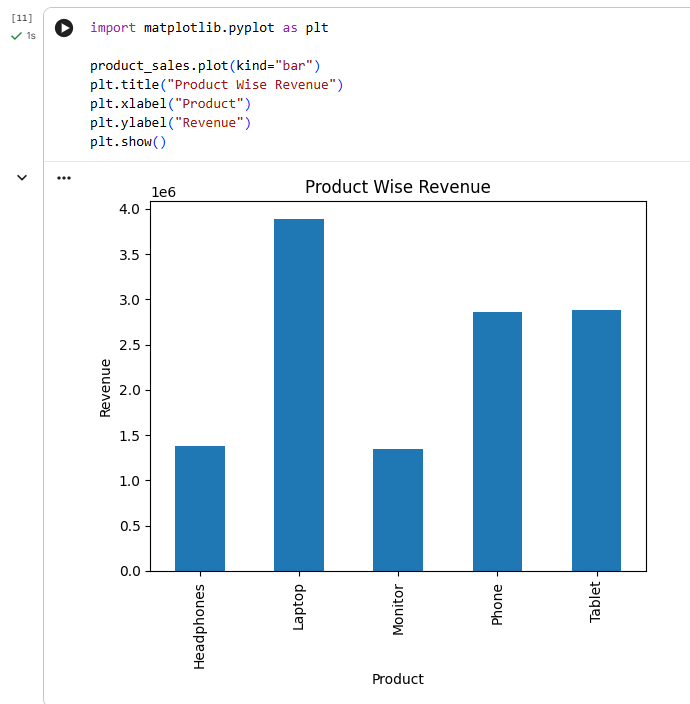 [11]
1s
import matplotlib.pyplot as plt
product_sales.plot(kind="bar")
plt.title("Product Wise Revenue")
plt.xlabel("Product")
plt.ylabel("Revenue")
plt.show()
Product Wise Revenue
1e6
4.0
3.5
3.0
2.5
2.0
1.5
1.0
0.5
0.0
Revenue
Headphones
Laptop
Monitor
Phone
Tablet
Product